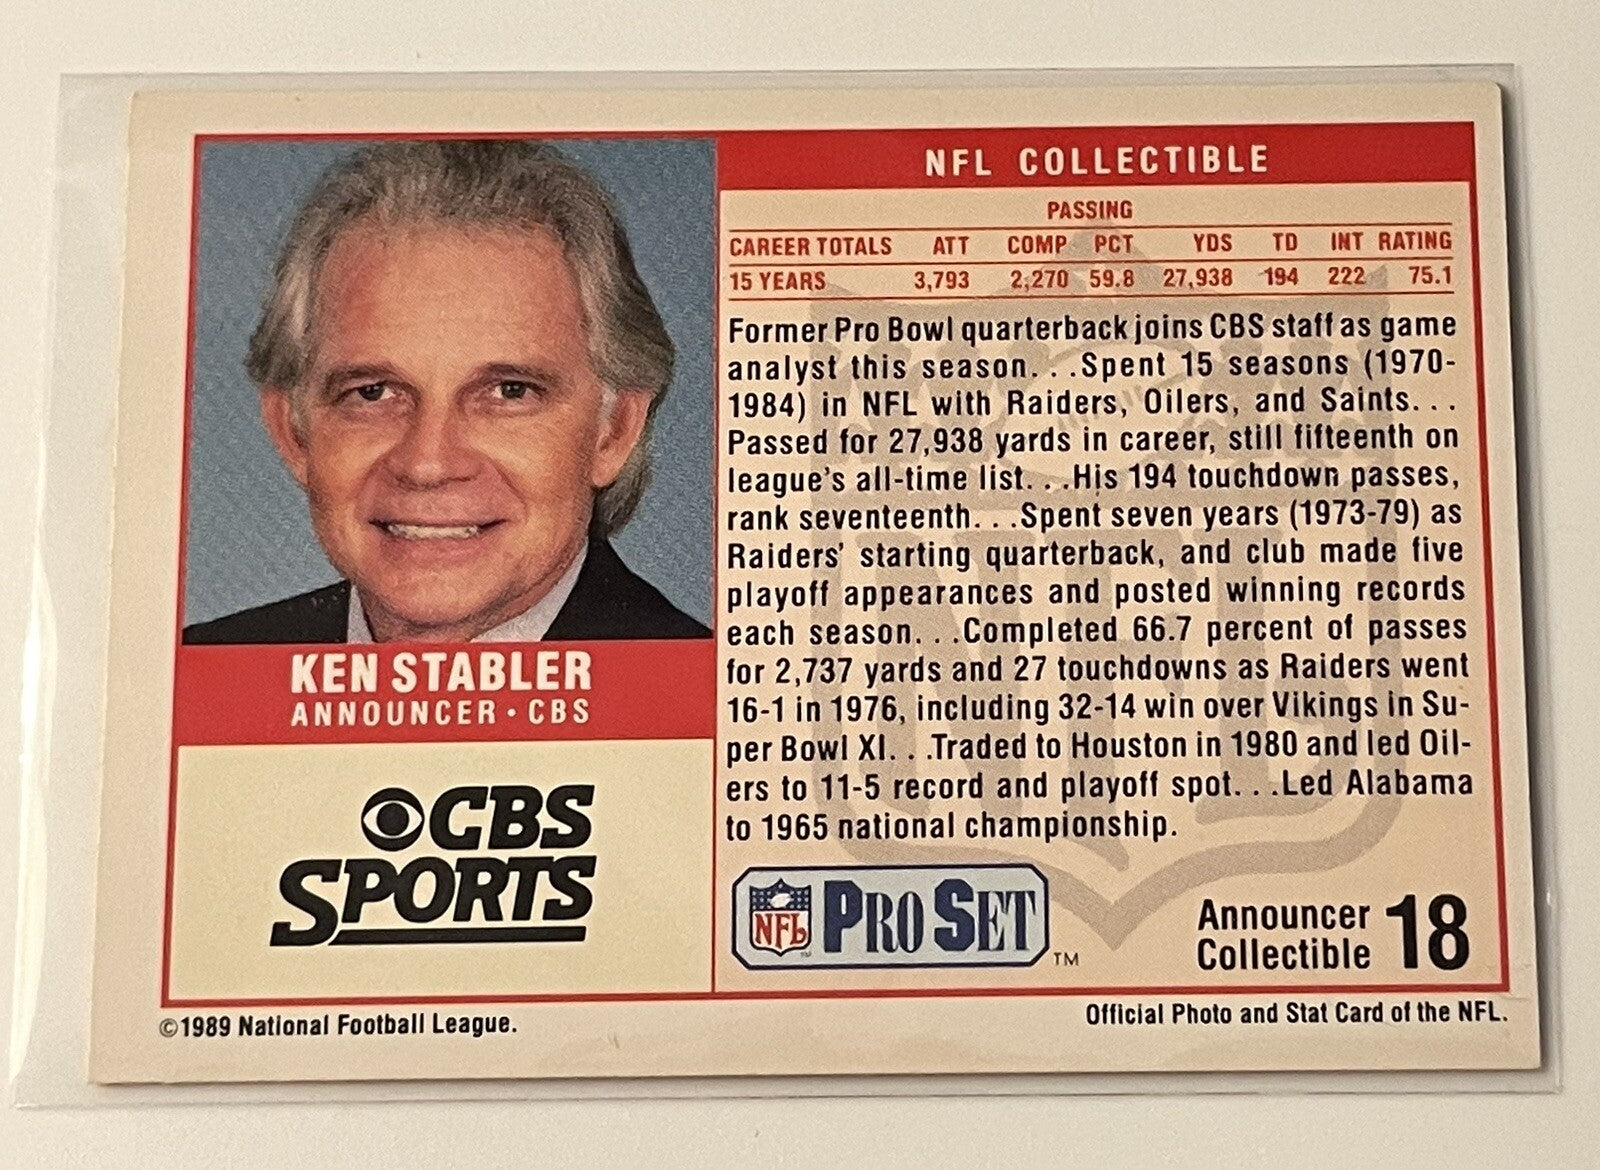 NFL COLLECTIBLE
PASSING
CAREER TOTALS ATT COMP PCT YDS TD INT RATING
15 YEARS 3,793 2,270 59.8 27,938 194 222 75.1
Former Pro Bowl quarterback joins CBS staff as game
analyst this season. . .Spent 15 seasons (1970-
1984) in NFL with Raiders, Oilers, and Saints. . .
Passed for 27,938 yards in career, still fifteenth on
league's all-time list. . .His 194 touchdown passes,
rank seventeenth. . .Spent seven years (1973-79) as
Raiders' starting quarterback, and club made five
playoff appearances and posted winning records
each season. . .Completed 66.7 percent of passes
for 2,737 yards and 27 touchdowns as Raiders went
16-1 in 1976, including 32-14 win over Vikings in Su-
per Bowl XI. . .Traded to Houston in 1980 and led Oil-
ers to 11-5 record and playoff spot. . .Led Alabama
to 1965 national championship.
KEN STABLER
ANNOUNCER • CBS
CBS
SPORTS
NFL PRO SET ™
Announcer
Collectible 18
©1989 National Football League.
Official Photo and Stat Card of the NFL.
NFL